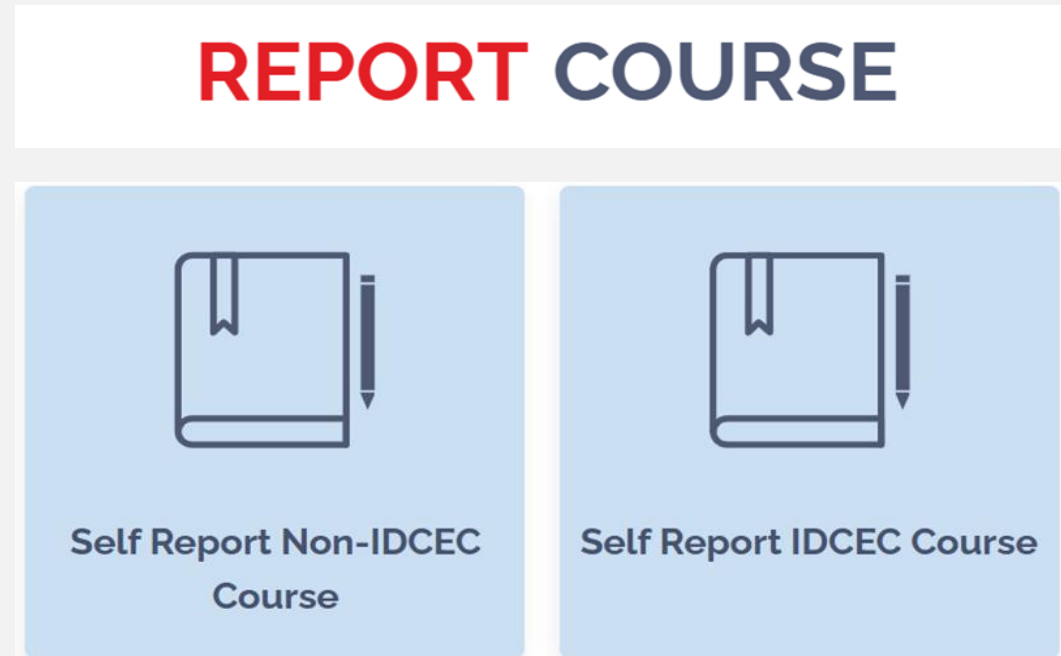 REPORT COURSE
Self Report Non-IDCEC
Course
Self Report IDCEC Course